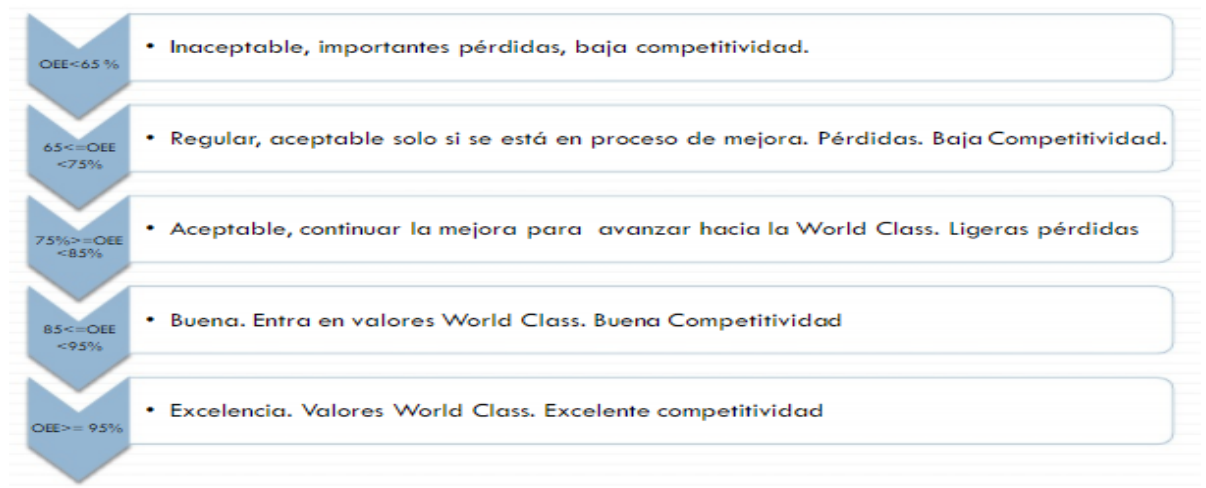 OEE<65 %
• Inaceptable, importantes pérdidas, baja competitividad.
65<=OEE
<75%
• Regular, aceptable solo si se está en proceso de mejora. Pérdidas. Baja Competitividad.
75%>=OEE
<85%
• Aceptable, continuar la mejora para avanzar hacia la World Class. Ligeras pérdidas
85<=OEE
<95%
• Buena. Entra en valores World Class. Buena Competitividad
OEE>= 95%
• Excelencia. Valores World Class. Excelente competitividad